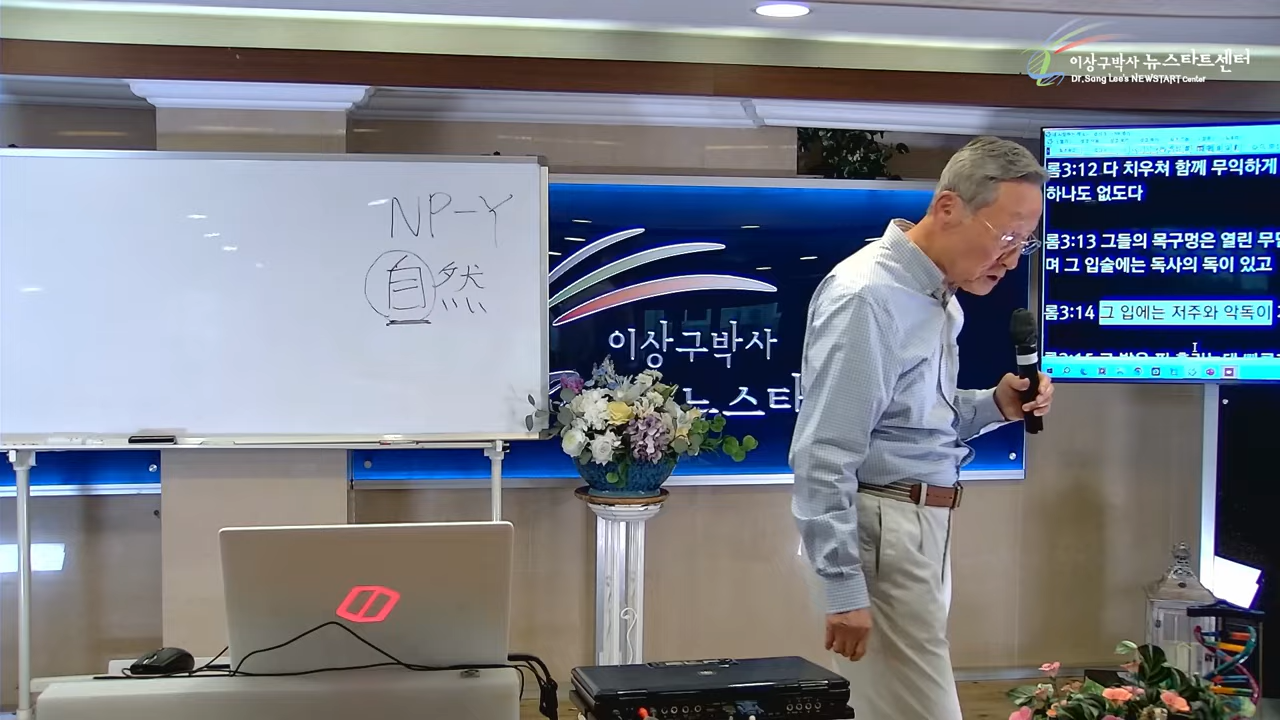 이상구박사 뉴스타트센터
Dr. Sang Lee's NEWSTART Center
NP-Y
自然
이상구박사
뉴스타
롬3:12 다 치우쳐 함께 무익하게
하나도 없도다
롬3:13 그들의 목구멍은 열린
며 그 입술에는 독사의 독이 있고
롬3:14 그 입에는 저주와 악독이